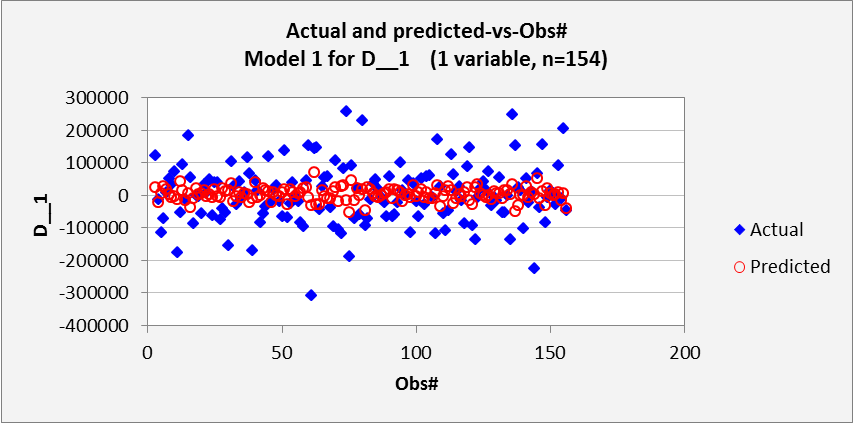 Actual and predicted-vs-Obs#
Model 1 for D__1 (1 variable, n=154)
300000
200000
100000
0
-100000
-200000
-300000
-400000
D__1
0 50 100 150 200
Obs#
Actual
Predicted